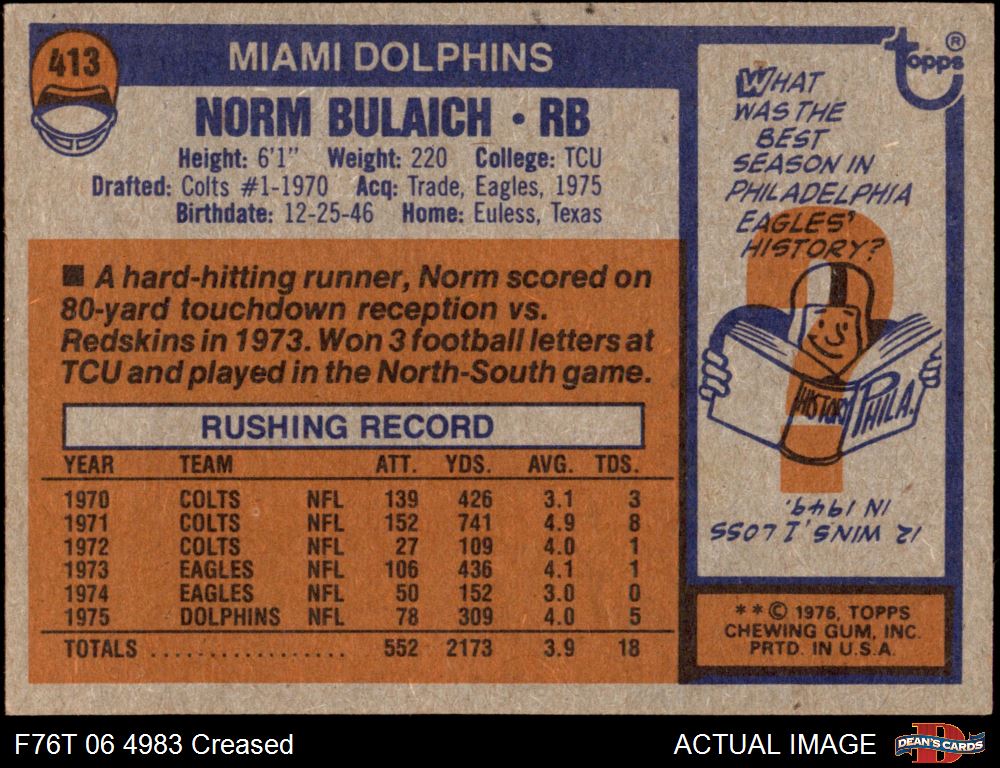 413
MIAMI DOLPHINS
NORM BULAICH • RB
Height: 6'1" Weight: 220 College: TCU
Drafted: Colts #1-1970 Acq: Trade, Eagles, 1975
Birthdate: 12-25-46 Home: Euless, Texas
■ A hard-hitting runner, Norm scored on
80-yard touchdown reception vs.
Redskins in 1973. Won 3 football letters at
TCU and played in the North-South game.
RUSHING RECORD
YEAR TEAM ATT. YDS. AVG. TDS.
1970 COLTS NFL 139 426 3.1 3
1971 COLTS NFL 152 741 4.9 8
1972 COLTS NFL 27 109 4.0 1
1973 EAGLES NFL 106 436 4.1 1
1974 EAGLES NFL 50 152 3.0 0
1975 DOLPHINS NFL 78 309 4.0 5
TOTALS .................. 552 2173 3.9 18
topps ®
WHAT
WAS THE
BEST
SEASON IN
PHILADELPHIA
EAGLES'
HISTORY?
HISTORY
PHILA.
12 WINS, 1 LOSS
IN 1949.
* * © 1976, TOPPS
CHEWING GUM, INC.
PRTD. IN U.S.A.
F76T 06 4983 Creased
ACTUAL IMAGE
D
DEAN'S CARDS